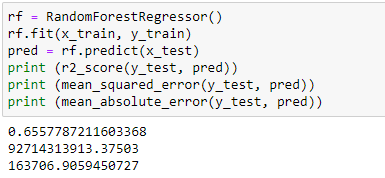 rf = RandomForestRegressor()
rf.fit(x_train, y_train)
pred = rf.predict(x_test)
print (r2_score(y_test, pred))
print (mean_squared_error(y_test, pred))
print (mean_absolute_error(y_test, pred))
0.6557787211603368
92714313913.37503
163706.9059450727